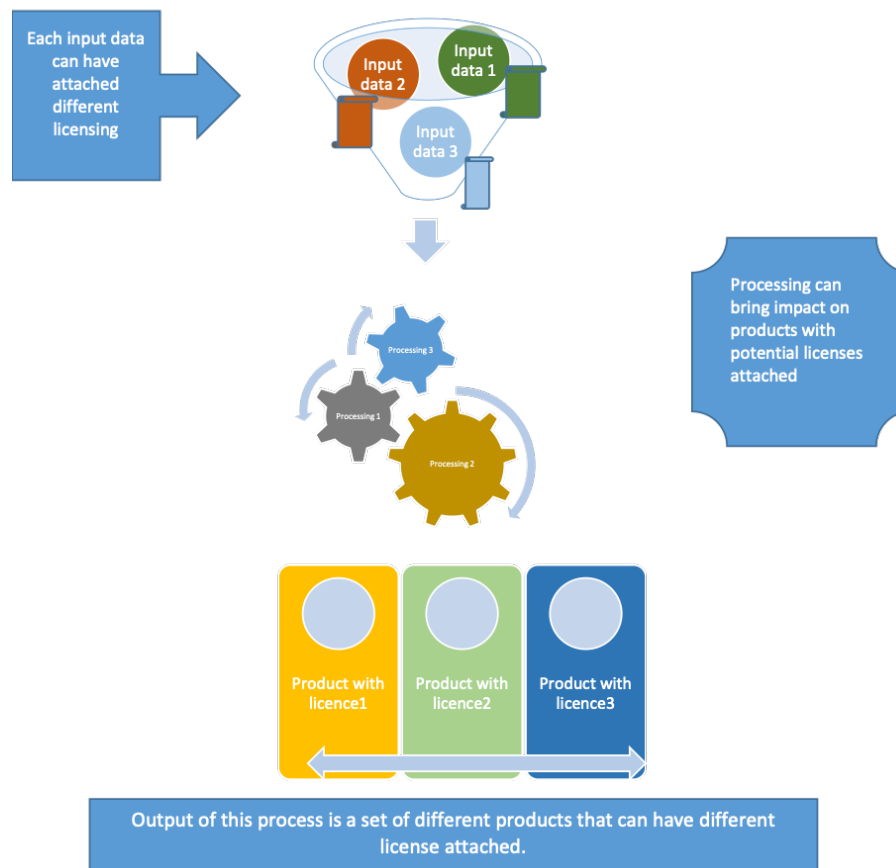 Each input data
can have
attached
different
licensing
Input
data 1
Input
data 2
Input
data 3
Processing can
bring impact on
products with
potential licenses
attached
Processing 3
Processing 1
Processing 2
Product with
licence1
Product with
licence2
Product with
licence3
Output of this process is a set of different products that can have different
license attached.